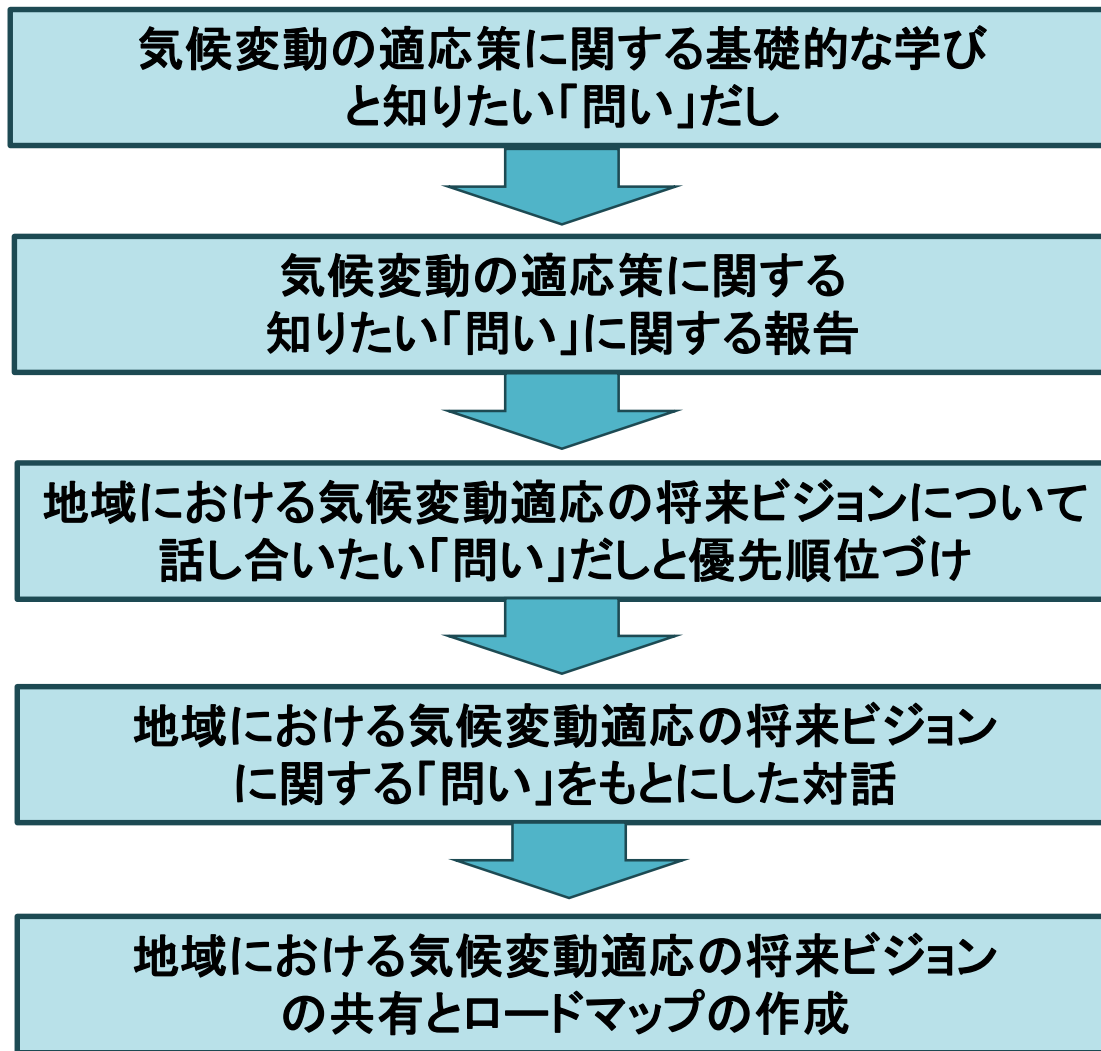 気候変動の適応策に関する基礎的な学び
と知りたい「問い」だし
気候変動の適応策に関する
知りたい「問い」に関する報告
地域における気候変動適応の将来ビジョンについて
話し合いたい「問い」だしと優先順位づけ
地域における気候変動適応の将来ビジョン
に関する「問い」をもとにした対話
地域における気候変動適応の将来ビジョン
の共有とロードマップの作成